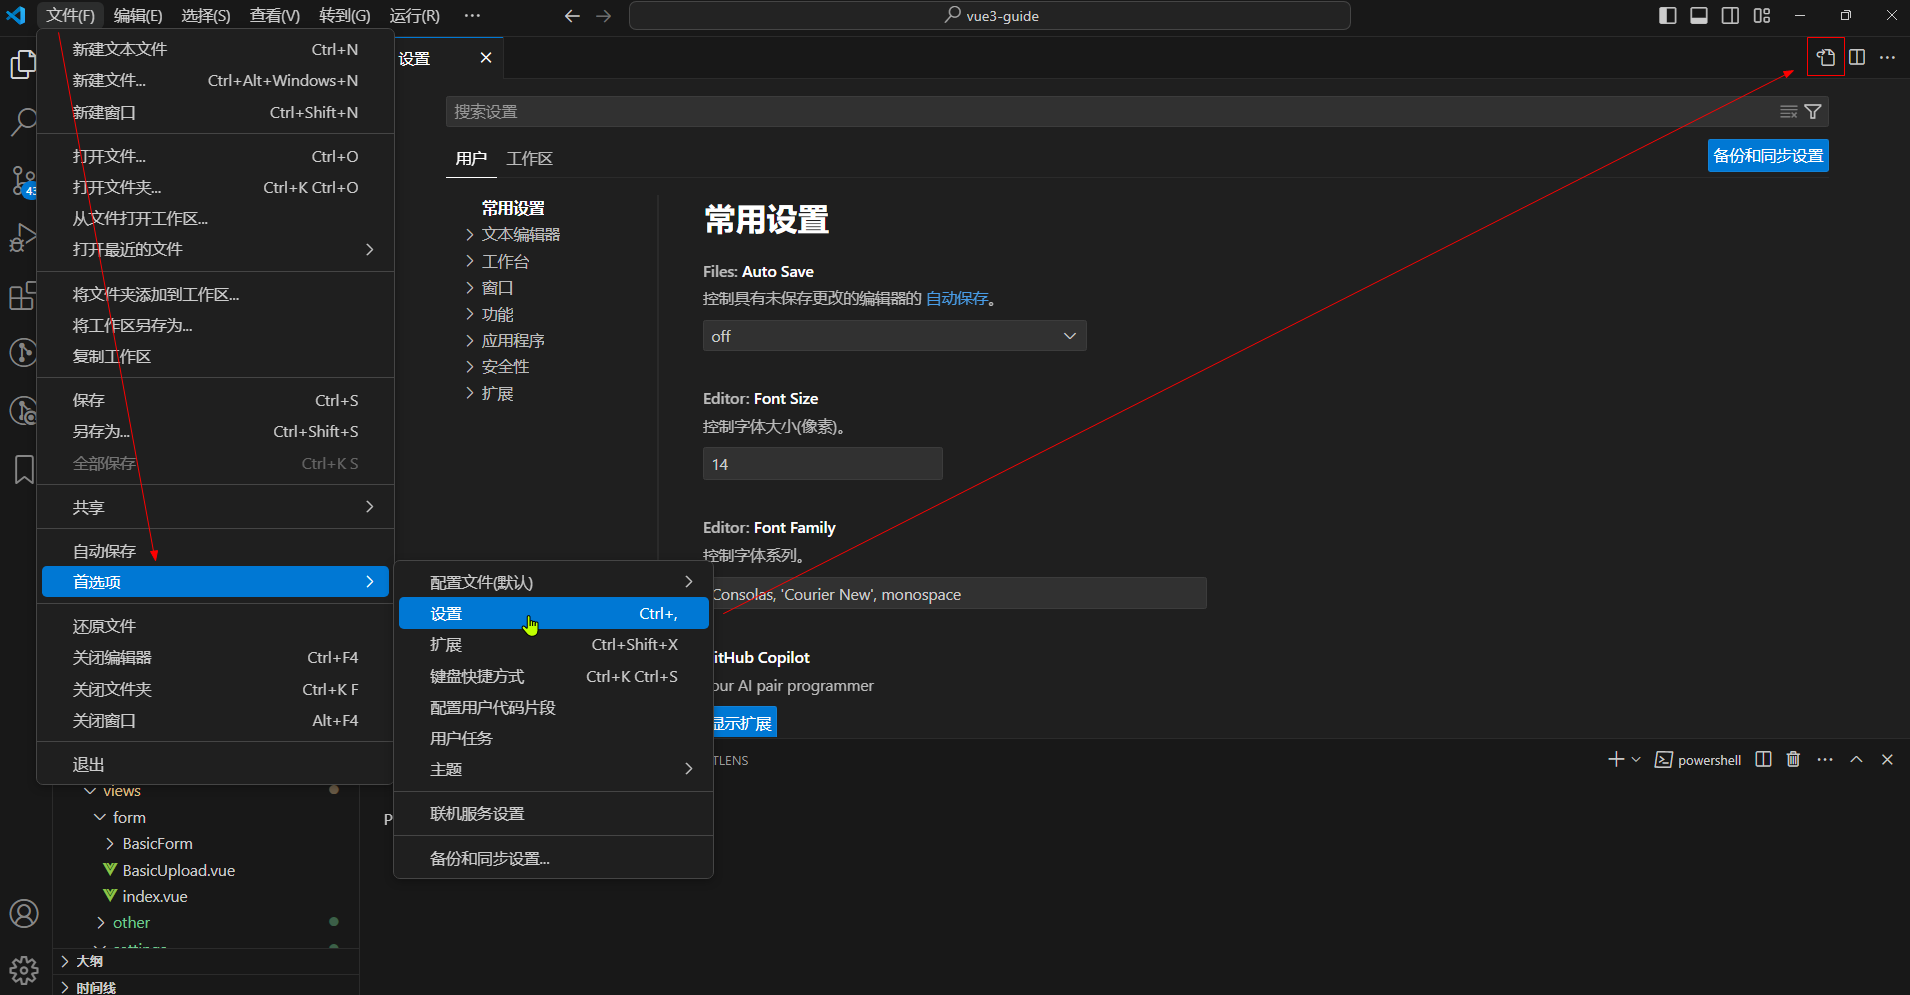 文件(F) 编辑(E) 选择(S) 查看(V) 转到(G) 运行(R) ··· vue3-guide
新建文本文件 Ctrl+N
新建文件... Ctrl+Alt+Windows+N
新建窗口 Ctrl+Shift+N
打开文件... Ctrl+O
打开文件夹... Ctrl+K Ctrl+O
从文件打开工作区...
打开最近的文件
将文件夹添加到工作区...
将工作区另存为...
复制工作区
保存 Ctrl+S
另存为... Ctrl+Shift+S
全部保存 Ctrl+K S
共享
自动保存
首选项
还原文件
关闭编辑器 Ctrl+F4
关闭文件夹 Ctrl+K F
关闭窗口 Alt+F4
退出
配置文件(默认)
设置 Ctrl+,
扩展 Ctrl+Shift+X
键盘快捷方式 Ctrl+K Ctrl+S
配置用户代码片段
用户任务
主题
联机服务设置
备份和同步设置...
设置
搜索设置
用户 工作区
备份和同步设置
常用设置
文本编辑器
工作台
窗口
功能
应用程序
安全性
扩展
常用设置
Files: Auto Save
控制具有未保存更改的编辑器的 自动保存。
off
Editor: Font Size
控制字体大小(像素)。
14
Editor: Font Family
控制字体系列。
Consolas, 'Courier New', monospace
itHub Copilot
our AI pair programmer
显示扩展
TLENS
powershell
P
43
views
form
BasicForm
BasicUpload.vue
index.vue
other
大纲
时间线